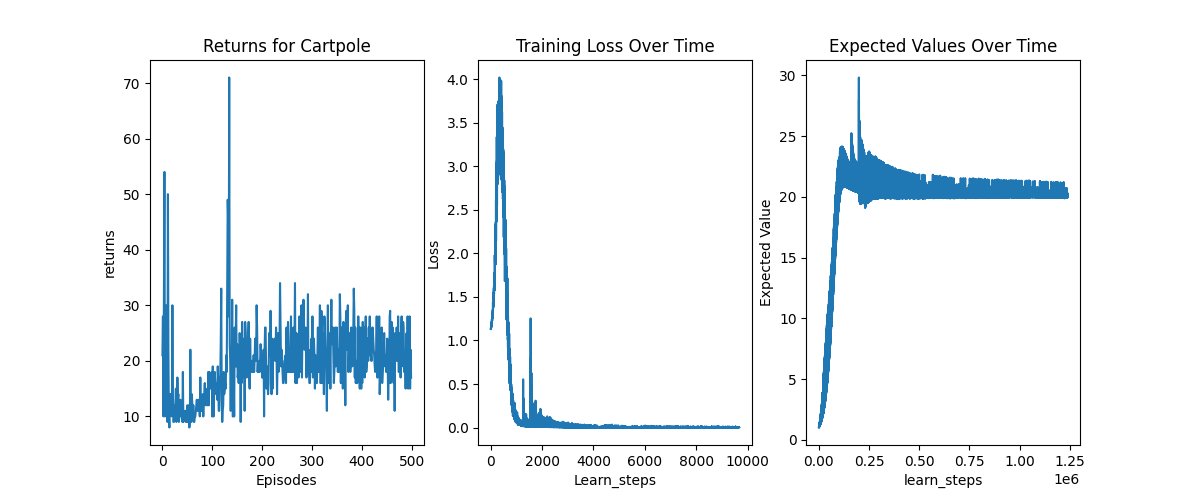 Returns for Cartpole
returns
70
60
50
40
30
20
10
0 100 200 300 400 500
Episodes
Training Loss Over Time
Loss
4.0
3.5
3.0
2.5
2.0
1.5
1.0
0.5
0.0
0 2000 4000 6000 8000 10000
Learn_steps
Expected Values Over Time
Expected Value
30
25
20
15
10
5
0
0.00 0.25 0.50 0.75 1.00 1.25
1e6
learn_steps